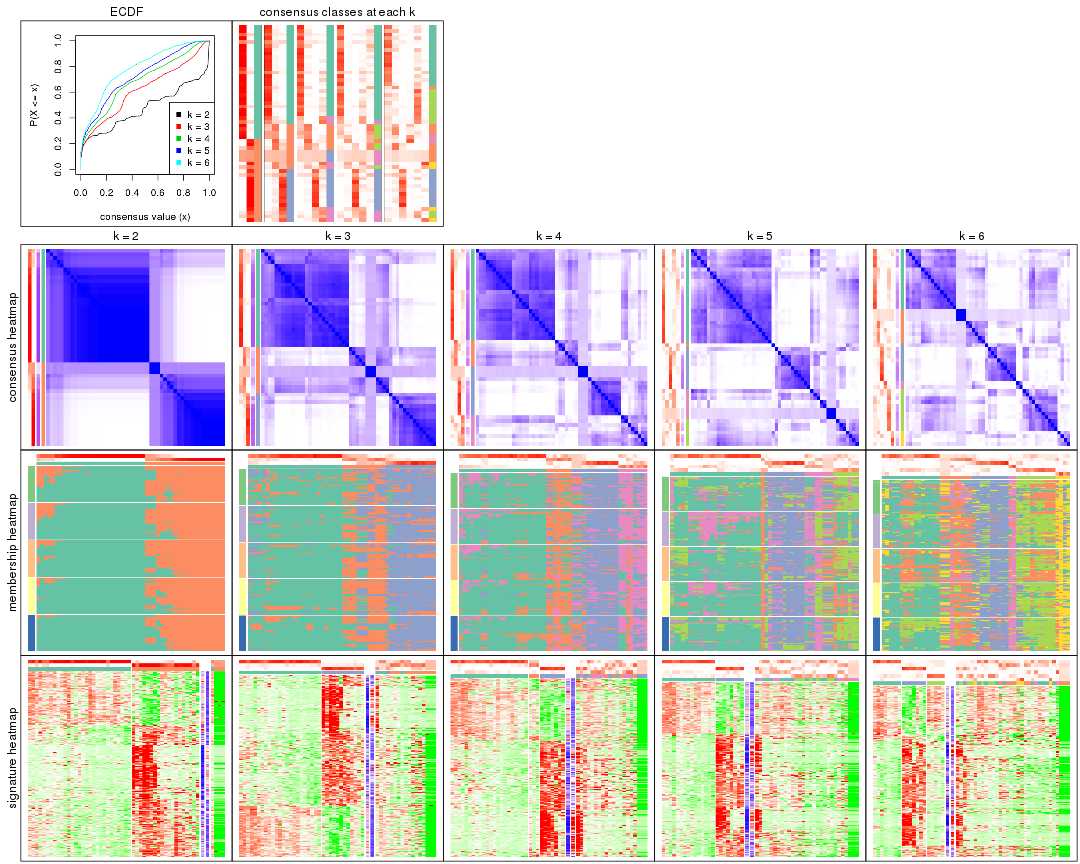 ECDF
consensus classes at each k
P(X <= x)
0.0 0.2 0.4 0.6 0.8 1.0
k = 2
k = 3
k = 4
k = 5
k = 6
0.0 0.2 0.4 0.6 0.8 1.0
consensus value (x)
k = 2 k = 3 k = 4 k = 5 k = 6
consensus heatmap
membership heatmap
signature heatmap